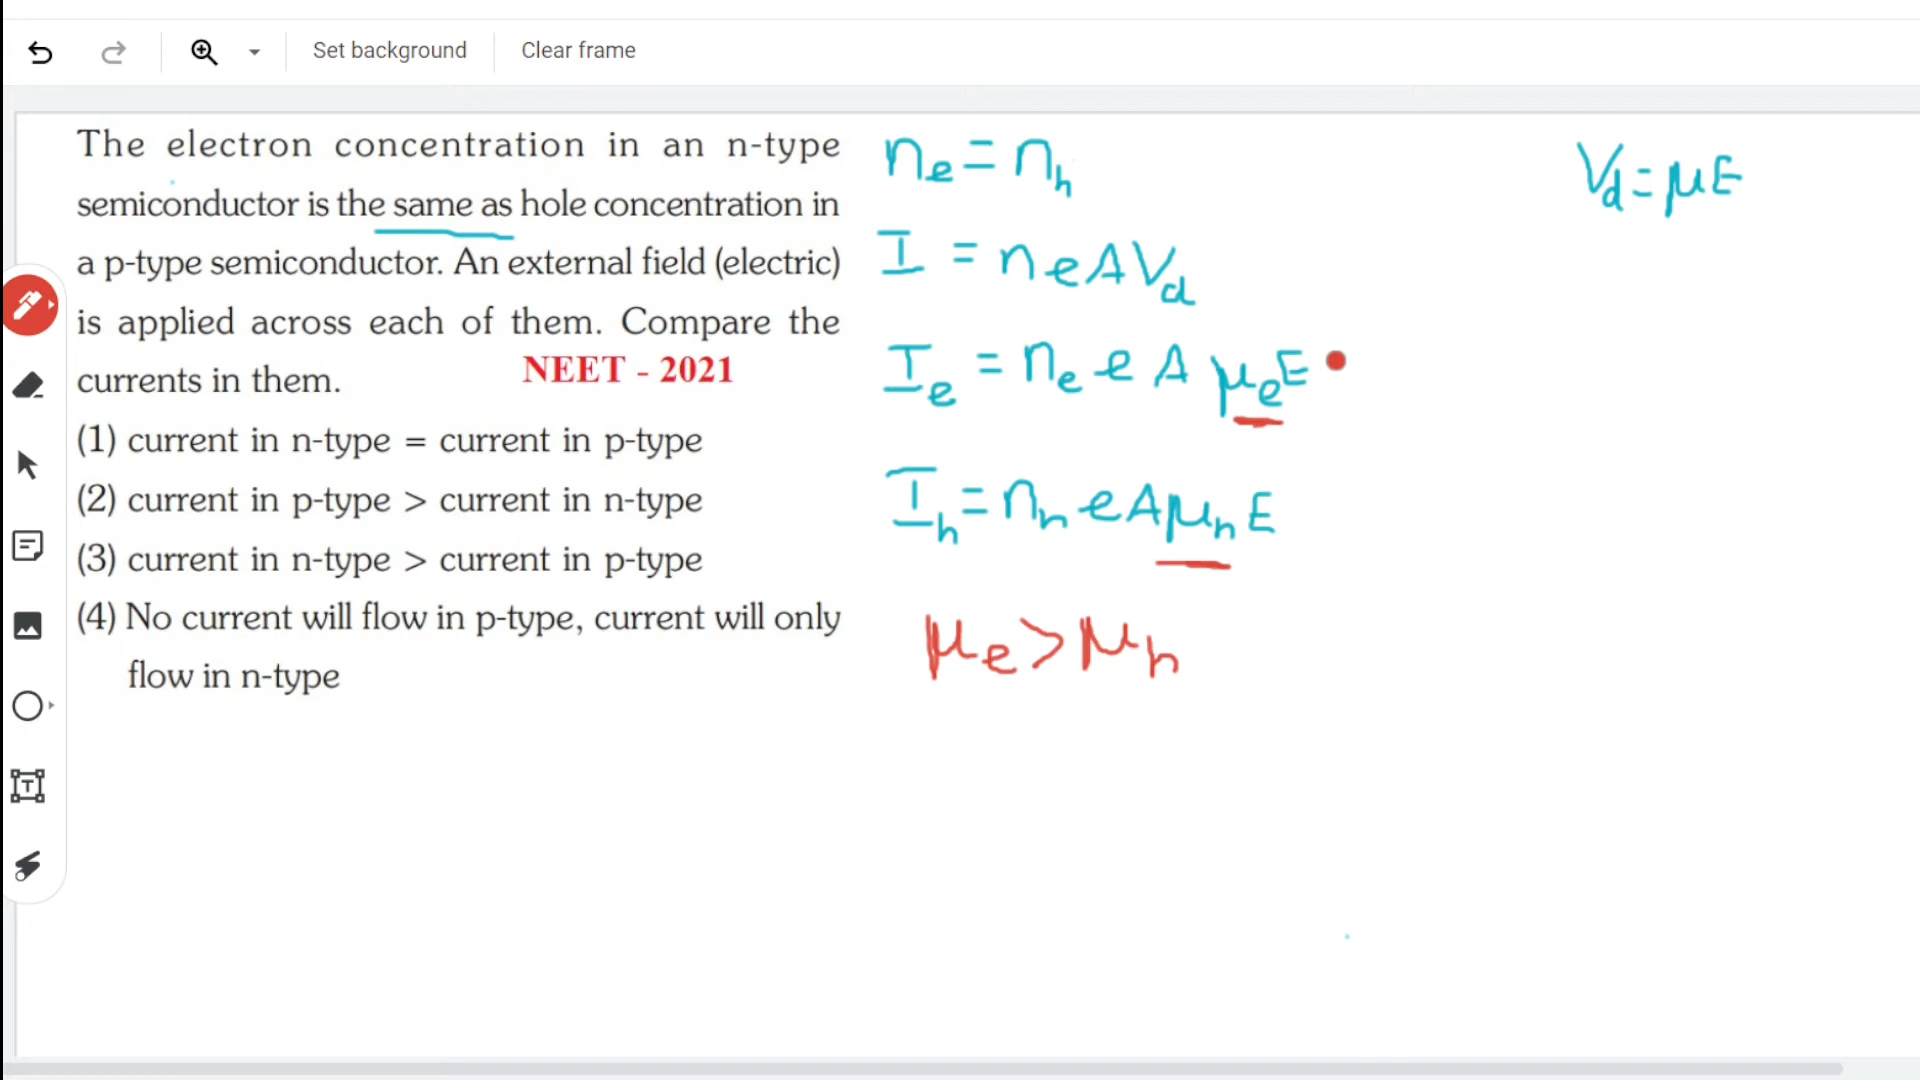 Set background
Clear frame
The electron concentration in an n-type
semiconductor is the same as hole concentration in
a p-type semiconductor. An external field (electric)
is applied across each of them. Compare the
currents in them.
NEET - 2021
(1) current in n-type = current in p-type
(2) current in p-type > current in n-type
(3) current in n-type > current in p-type
(4) No current will flow in p-type, current will only
flow in n-type
nₑ = nₕ
I = neAV_d
Iₑ = nₑ e A μₑE
Iₕ = nₕ e A μₕ E
μₑ > μₕ
V_d = μE
T